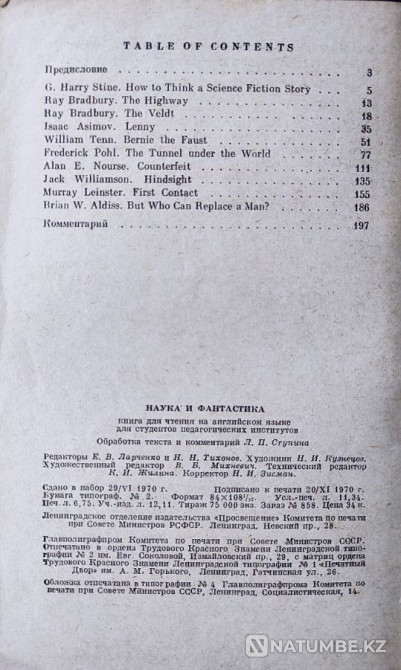 TABLE OF CONTENTS
Предисловие . . . . . . . . . . . . . . . . . . . 3
G. Harry Stine. How to Think a Science Fiction Story . . 5
Ray Bradbury. The Highway . . . . . . . . . . . . 13
Ray Bradbury. The Veldt . . . . . . . . . . . . . 18
Isaac Asimov. Lenny . . . . . . . . . . . . . . . 35
William Tenn. Bernie the Faust . . . . . . . . . . 51
Frederick Pohl. The Tunnel under the World . . . . . 77
Alan E. Nourse. Counterfeit . . . . . . . . . . . 111
Jack Williamson. Hindsight . . . . . . . . . . . . 135
Murray Leinster. First Contact . . . . . . . . . . 155
Brian W. Aldiss. But Who Can Replace a Man? . . . . 186
Комментарий . . . . . . . . . . . . . . . . . . . 197
НАУКА И ФАНТАСТИКА
книга для чтения на английском языке
для студентов педагогических институтов
Обработка текста и комментарий Л. П. Ступина
Редакторы Е. В. Ларченко и Н. Н. Тихонов. Художник Н. И. Кузнецов.
Художественный редактор В. Б. Михневич. Технический редактор
К. И. Жилина. Корректор Н. И. Зисман.
Сдано в набор 29/VI 1970 г. Подписано к печати 20/XI 1970 г.
Бумага типограф. № 2. Формат 84×108 1/32. Усл.-печ. л. 11,34.
Печ. л. 6,75. Уч.-изд. л. 12,11. Тираж 75 000 экз. Заказ № 858. Цена 34 к.
Ленинградское отделение издательства «Просвещение» Комитета по печати
при Совете Министров РСФСР. Ленинград, Невский пр., 28.
Главполиграфпром Комитета по печати при Совете Министров СССР.
Отпечатано в ордена Трудового Красного Знамени Ленинградской типо-
графии № 2 им. Евг. Соколовой, Измайловский пр., 29, с матриц ордена
Трудового Красного Знамени Ленинградской типографии № 1 «Печатный
Двор» им. А. М. Горького, Ленинград, Гатчинская ул., 26.
Обложка отпечатана в типографии № 4 Главполиграфпрома Комитета по
печати при Совете Министров СССР, Ленинград, Социалистическая, 14.
NATUMBE.KZ